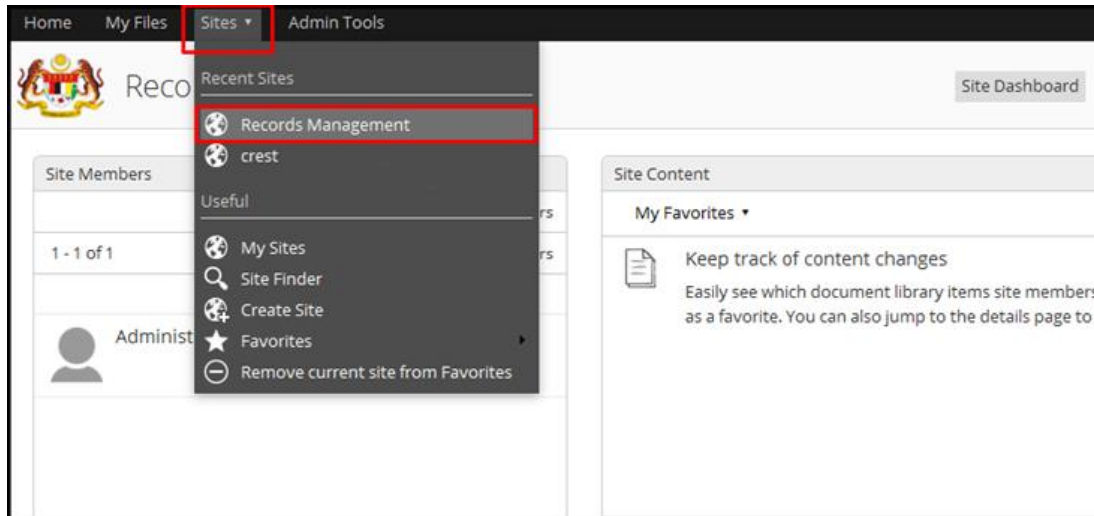 Home My Files Sites ▾ Admin Tools
Reco
Site Dashboard
Recent Sites
Records Management
crest
Useful
My Sites
Site Finder
Create Site
Favorites
Remove current site from Favorites
Site Members
rs
1 - 1 of 1
rs
Administ
Site Content
My Favorites ▾
Keep track of content changes
Easily see which document library items site members
as a favorite. You can also jump to the details page to